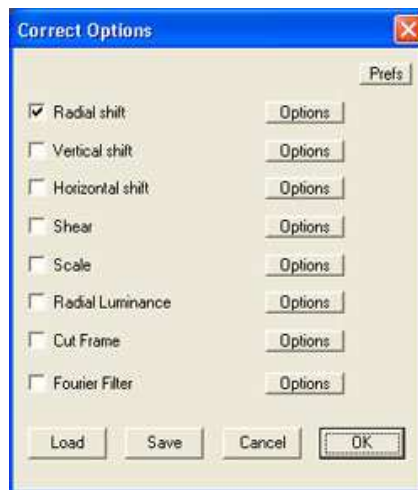 Correct Options
Prefs
Radial shift Options
Vertical shift Options
Horizontal shift Options
Shear Options
Scale Options
Radial Luminance Options
Cut Frame Options
Fourier Filter Options
Load Save Cancel OK